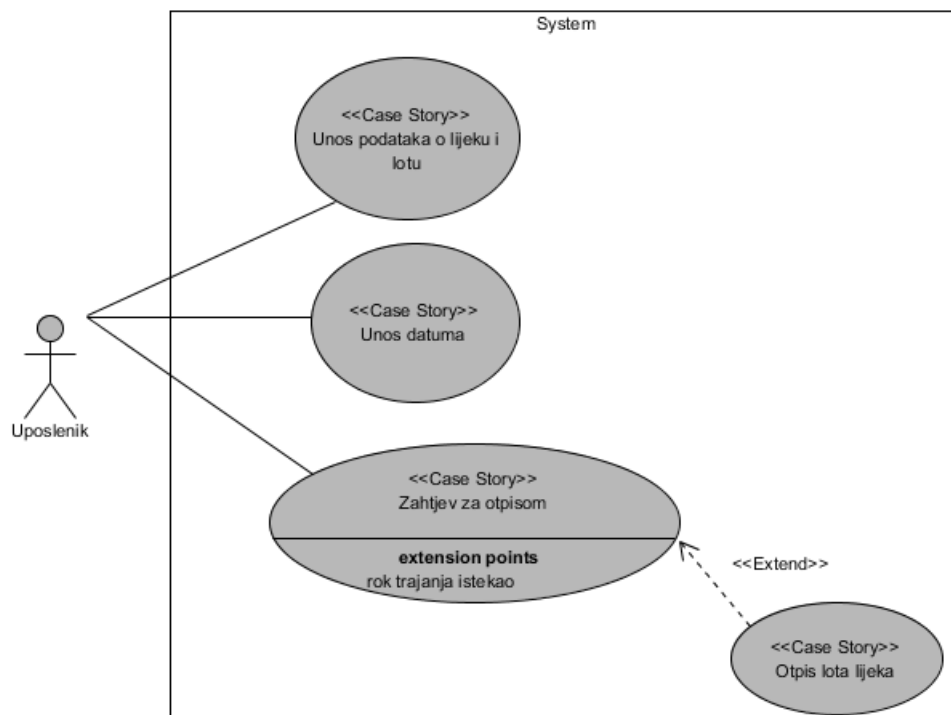 System
<<Case Story>>
Unos podataka o lijeku i
lotu
<<Case Story>>
Unos datuma
Uposlenik
<<Case Story>>
Zahtjev za otpisom
extension points
rok trajanja istekao
<<Extend>>
<<Case Story>>
Otpis lota lijeka